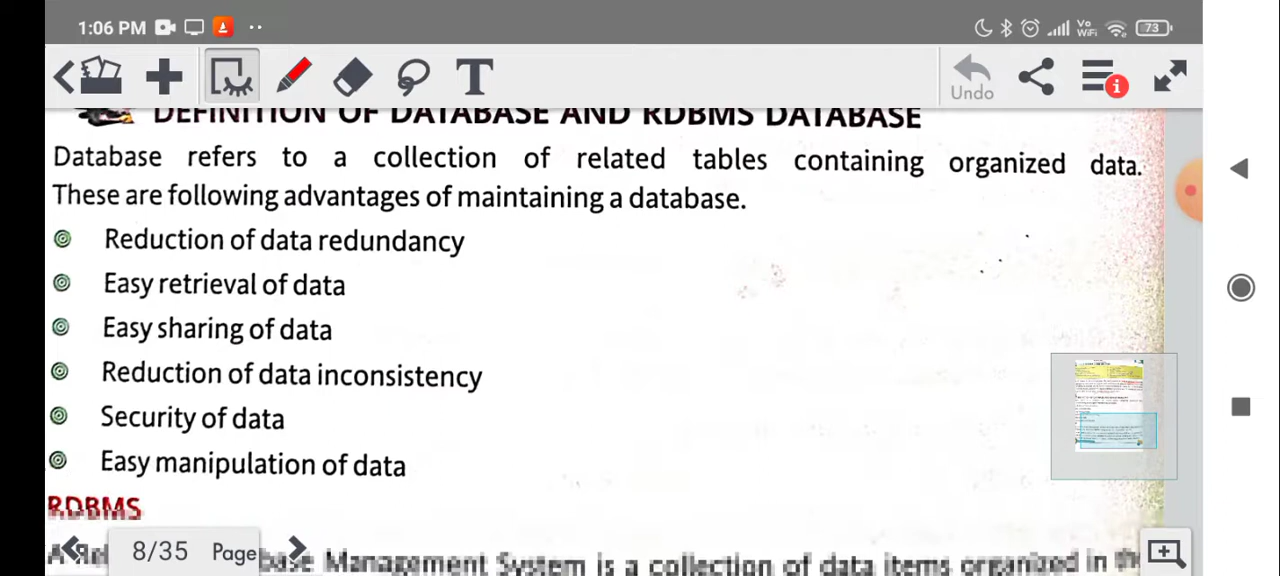 1:06 PM
Vo WiFi
73
T
Undo
DEFINITION OF DATABASE AND RDBMS DATABASE
Database refers to a collection of related tables containing organized data.
These are following advantages of maintaining a database.
Reduction of data redundancy
Easy retrieval of data
Easy sharing of data
Reduction of data inconsistency
Security of data
Easy manipulation of data
RDBMS
8/35 Page
Management System is a collection of data items organized in